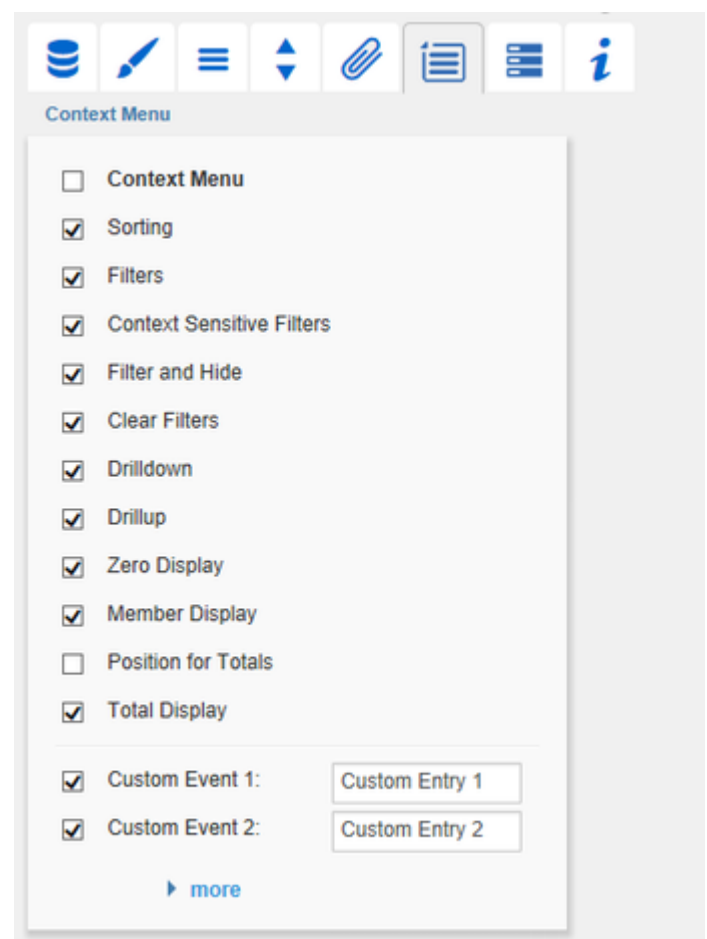 Context Menu
Context Menu
Sorting
Filters
Context Sensitive Filters
Filter and Hide
Clear Filters
Drilldown
Drillup
Zero Display
Member Display
Position for Totals
Total Display
Custom Event 1: Custom Entry 1
Custom Event 2: Custom Entry 2
more